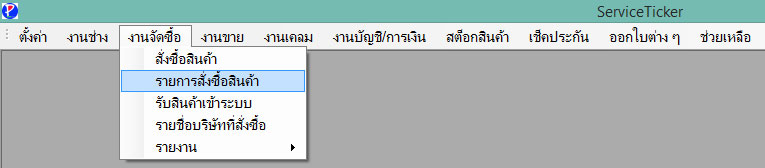 ServiceTicker
ตั้งค่า งานช่าง งานจัดซื้อ งานขาย งานเคลม งานบัญชี/การเงิน สต็อกสินค้า เช็คประกัน ออกใบต่าง ๆ ช่วยเหลือ
สั่งซื้อสินค้า
รายการสั่งซื้อสินค้า
รับสินค้าเข้าระบบ
รายชื่อบริษัทที่สั่งซื้อ
รายงาน